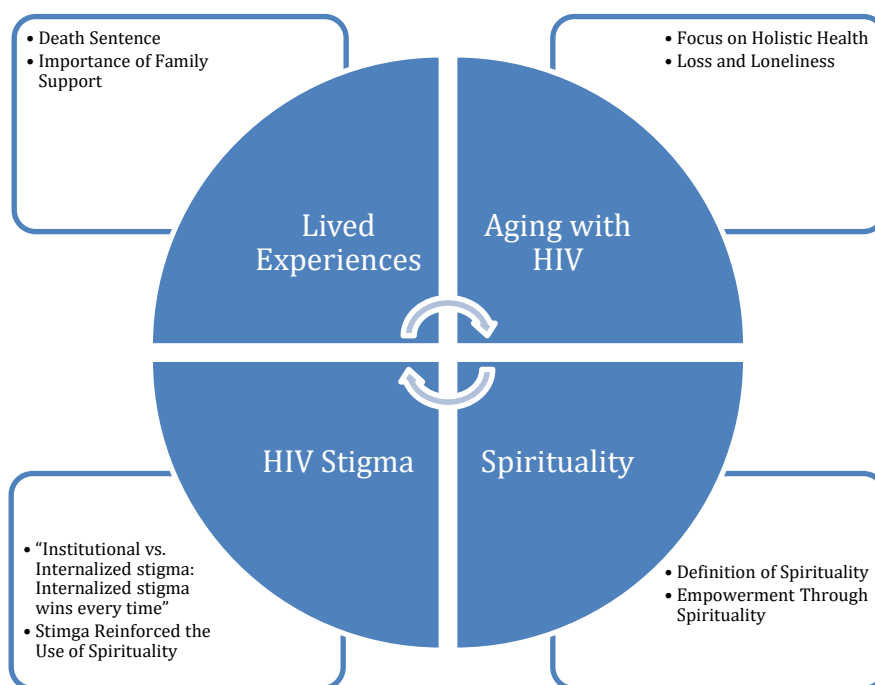 • Death Sentence
• Importance of Family
Support
• Focus on Holistic Health
• Loss and Loneliness
Lived
Experiences
Aging with
HIV
HIV Stigma
Spirituality
• “Institutional vs.
Internalized stigma:
Internalized stigma
wins every time”
• Stimga Reinforced the
Use of Spirituality
• Definition of Spirituality
• Empowerment Through
Spirituality